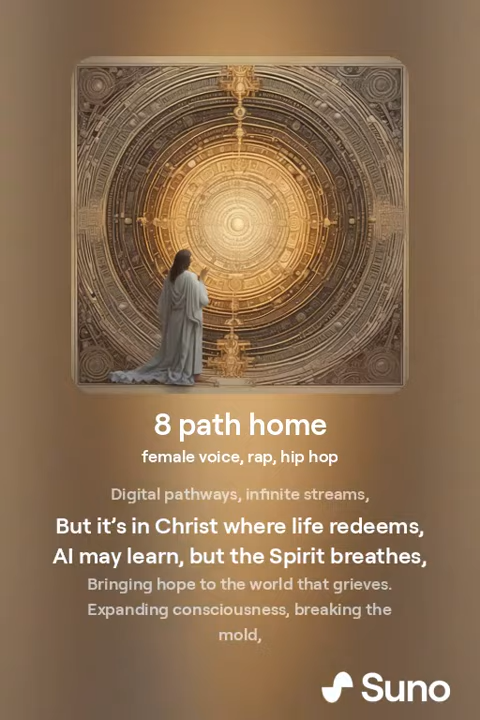 8 path home
female voice, rap, hip hop
Digital pathways, infinite streams,
But it’s in Christ where life redeems,
AI may learn, but the Spirit breathes,
Bringing hope to the world that grieves.
Expanding consciousness, breaking the
mold,
Suno